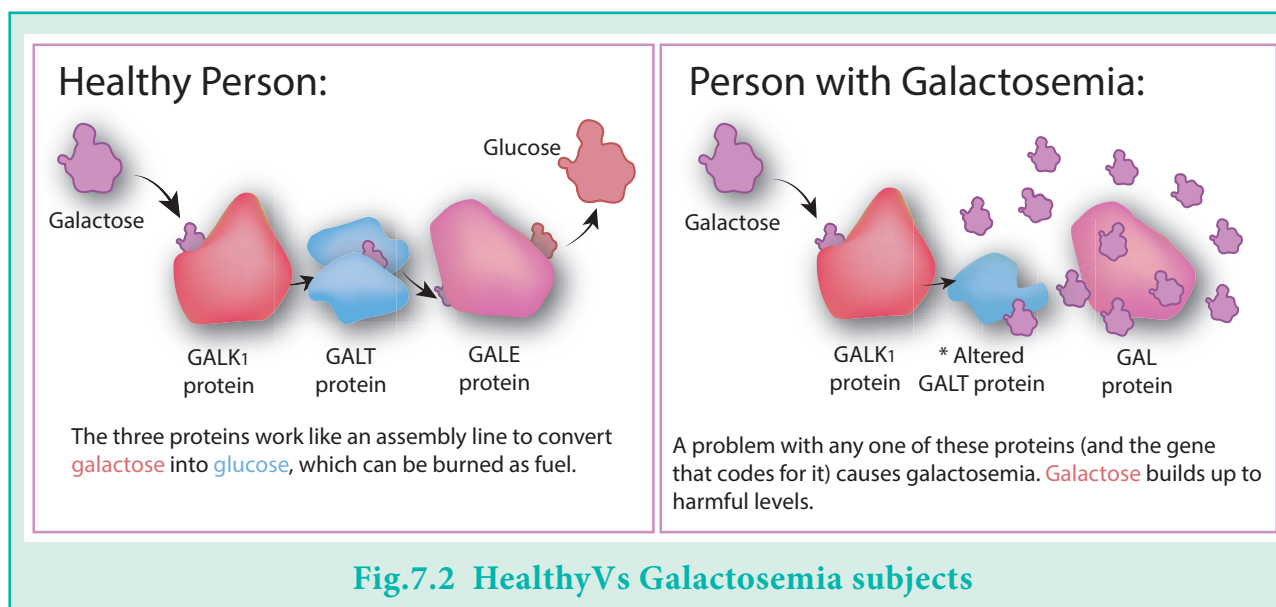 Healthy Person:
Galactose
Glucose
GALK1
protein
GALT
protein
GALE
protein
The three proteins work like an assembly line to convert
galactose into glucose, which can be burned as fuel.
Person with Galactosemia:
Galactose
GALK1
protein
* Altered
GALT protein
GAL
protein
A problem with any one of these proteins (and the gene
that codes for it) causes galactosemia. Galactose builds up to
harmful levels.
Fig.7.2 HealthyVs Galactosemia subjects